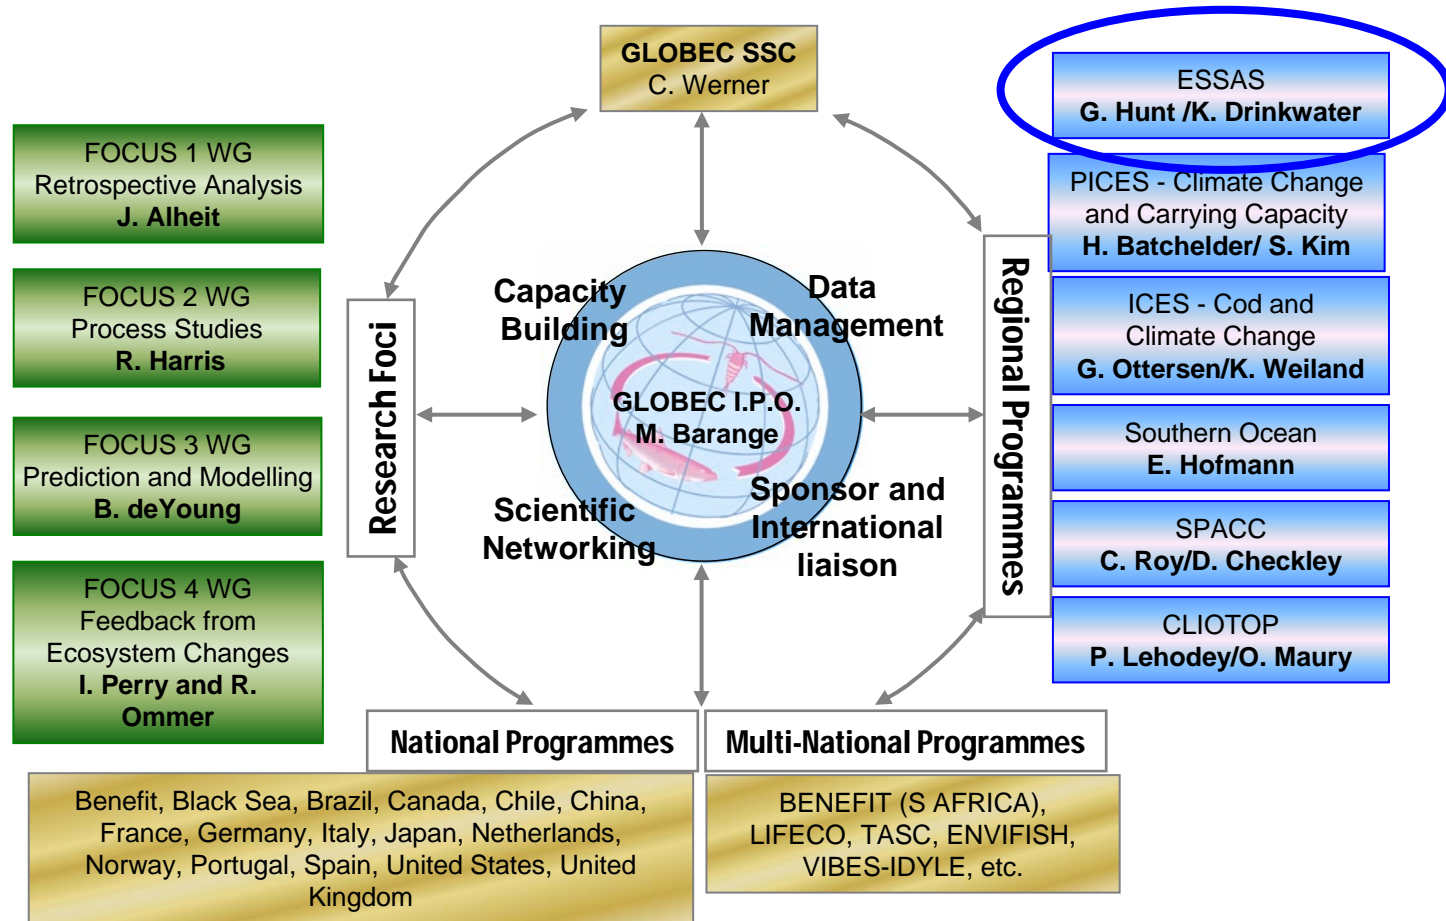 GLOBEC SSC
C. Werner
ESSAS
G. Hunt /K. Drinkwater
FOCUS 1 WG
Retrospective Analysis
J. Alheit
PICES - Climate Change
and Carrying Capacity
H. Batchelder/ S. Kim
FOCUS 2 WG
Process Studies
R. Harris
ICES - Cod and
Climate Change
G. Ottersen/K. Weiland
FOCUS 3 WG
Prediction and Modelling
B. deYoung
Southern Ocean
E. Hofmann
FOCUS 4 WG
Feedback from
Ecosystem Changes
I. Perry and R.
Ommer
SPACC
C. Roy/D. Checkley
CLIOTOP
P. Lehodey/O. Maury
Research Foci
Capacity
Building
Data
Management
GLOBEC I.P.O.
M. Barange
Scientific
Networking
Sponsor and
International
liaison
Regional Programmes
National Programmes
Multi-National Programmes
Benefit, Black Sea, Brazil, Canada, Chile, China,
France, Germany, Italy, Japan, Netherlands,
Norway, Portugal, Spain, United States, United
Kingdom
BENEFIT (S AFRICA),
LIFECO, TASC, ENVIFISH,
VIBES-IDYLE, etc.